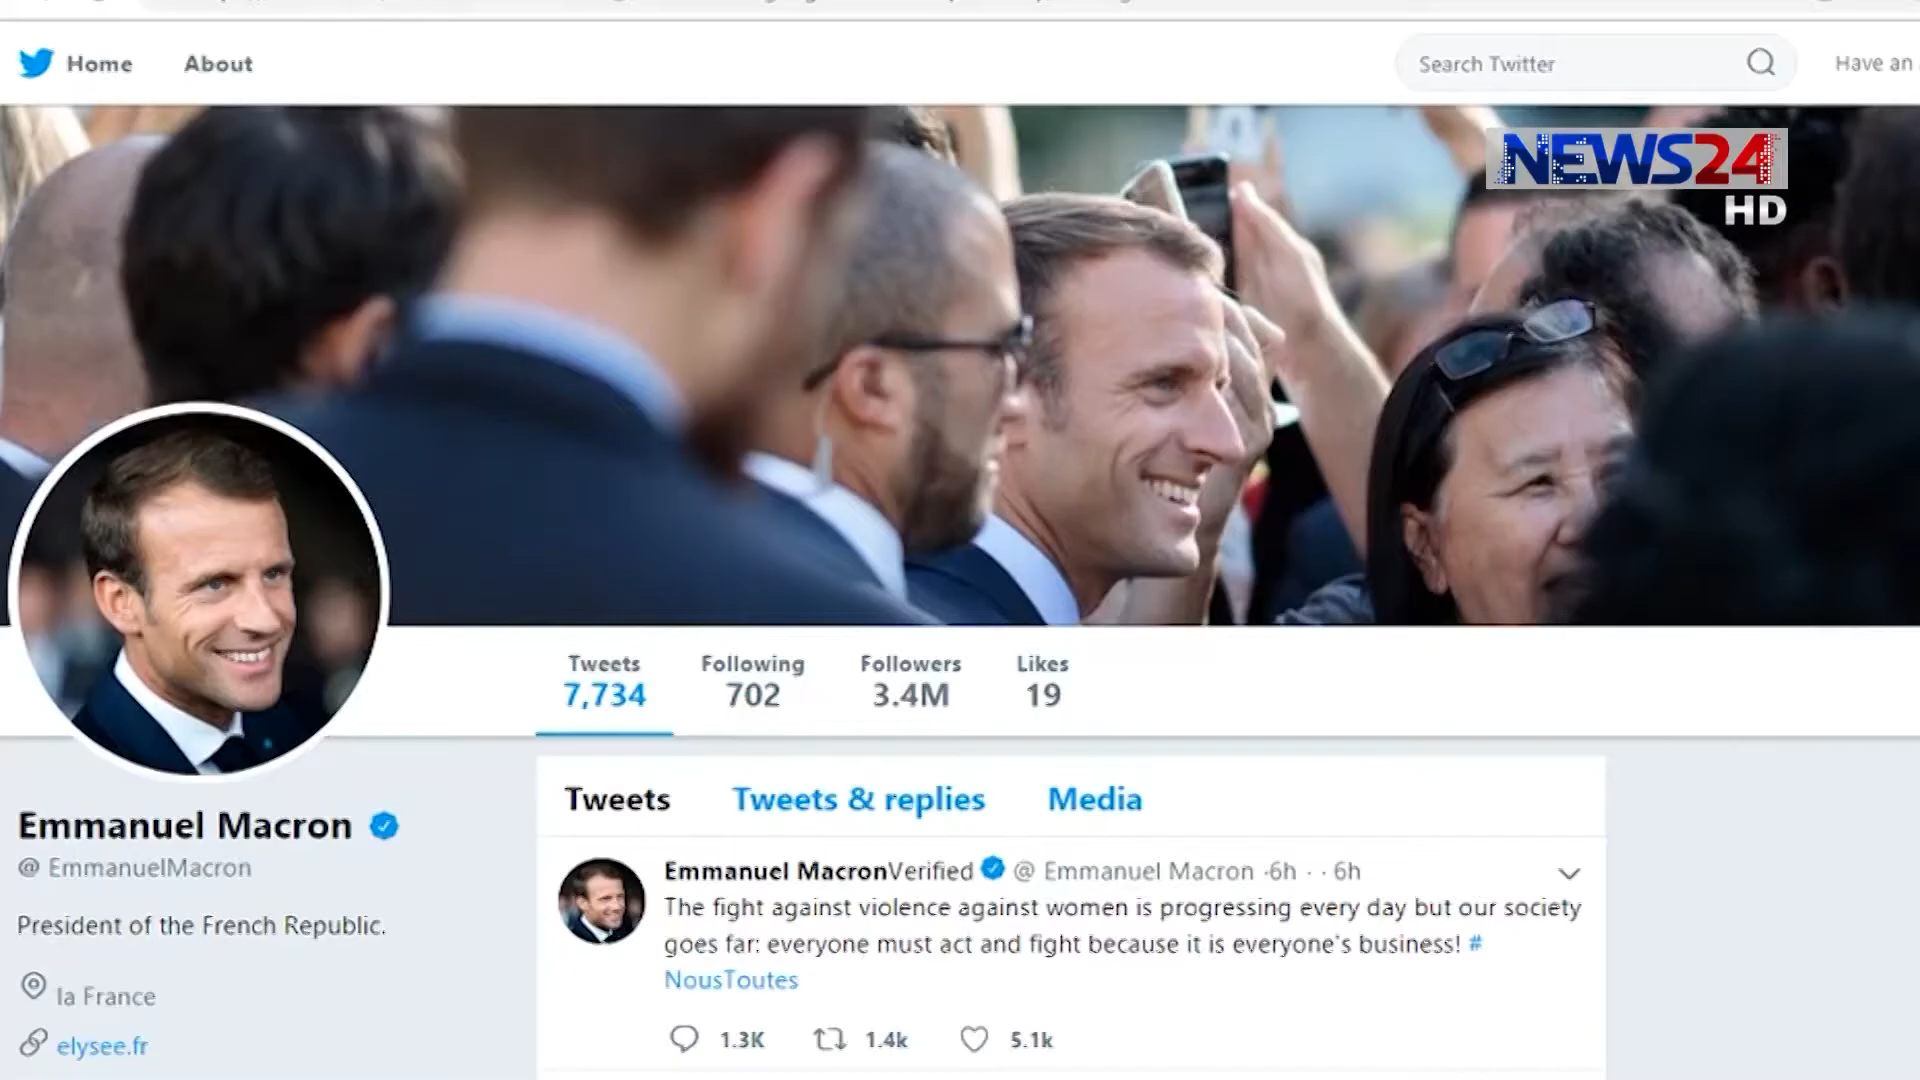 Home About
Search Twitter
Have an
NEWS24
HD
Tweets Following Followers Likes
7,734 702 3.4M 19
Emmanuel Macron
@ EmmanuelMacron
President of the French Republic.
la France
elysee.fr
Tweets Tweets & replies Media
Emmanuel MacronVerified @ Emmanuel Macron ·6h · · 6h
The fight against violence against women is progressing every day but our society
goes far: everyone must act and fight because it is everyone's business! #
NousToutes
1.3K 1.4k 5.1k